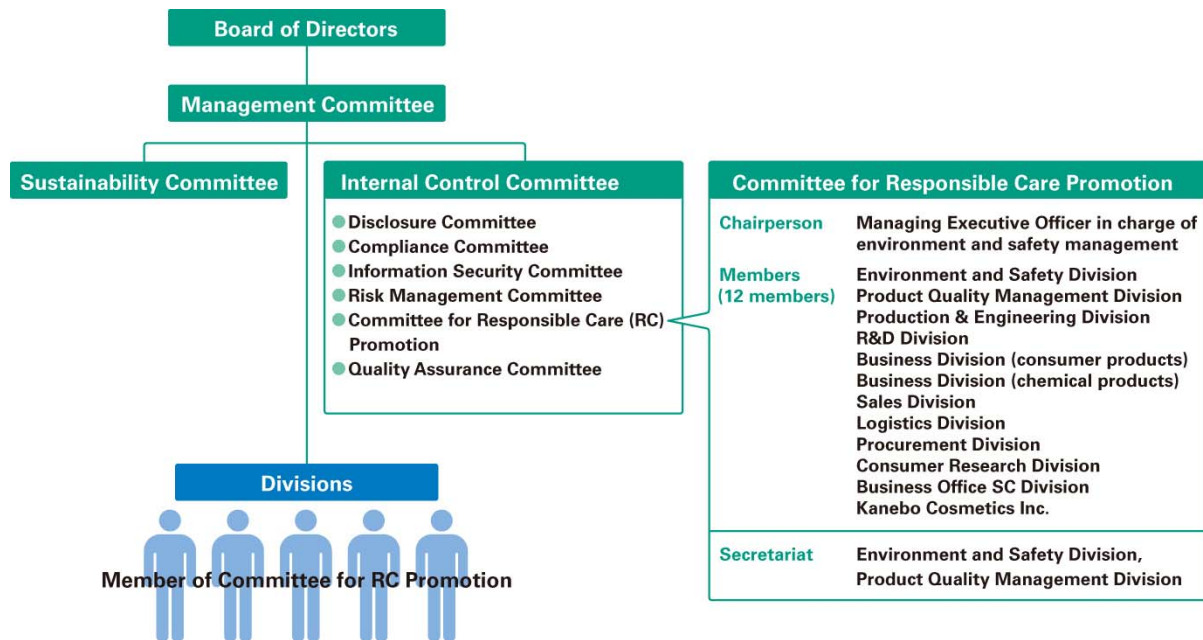 Board of Directors
Management Committee
Sustainability Committee
Internal Control Committee
Disclosure Committee
Compliance Committee
Information Security Committee
Risk Management Committee
Committee for Responsible Care (RC)
Promotion
Quality Assurance Committee
Committee for Responsible Care Promotion
Chairperson
Managing Executive Officer in charge of
environment and safety management
Members
(12 members)
Environment and Safety Division
Product Quality Management Division
Production & Engineering Division
R&D Division
Business Division (consumer products)
Business Division (chemical products)
Sales Division
Logistics Division
Procurement Division
Consumer Research Division
Business Office SC Division
Kanebo Cosmetics Inc.
Secretariat
Environment and Safety Division,
Product Quality Management Division
Divisions
Member of Committee for RC Promotion